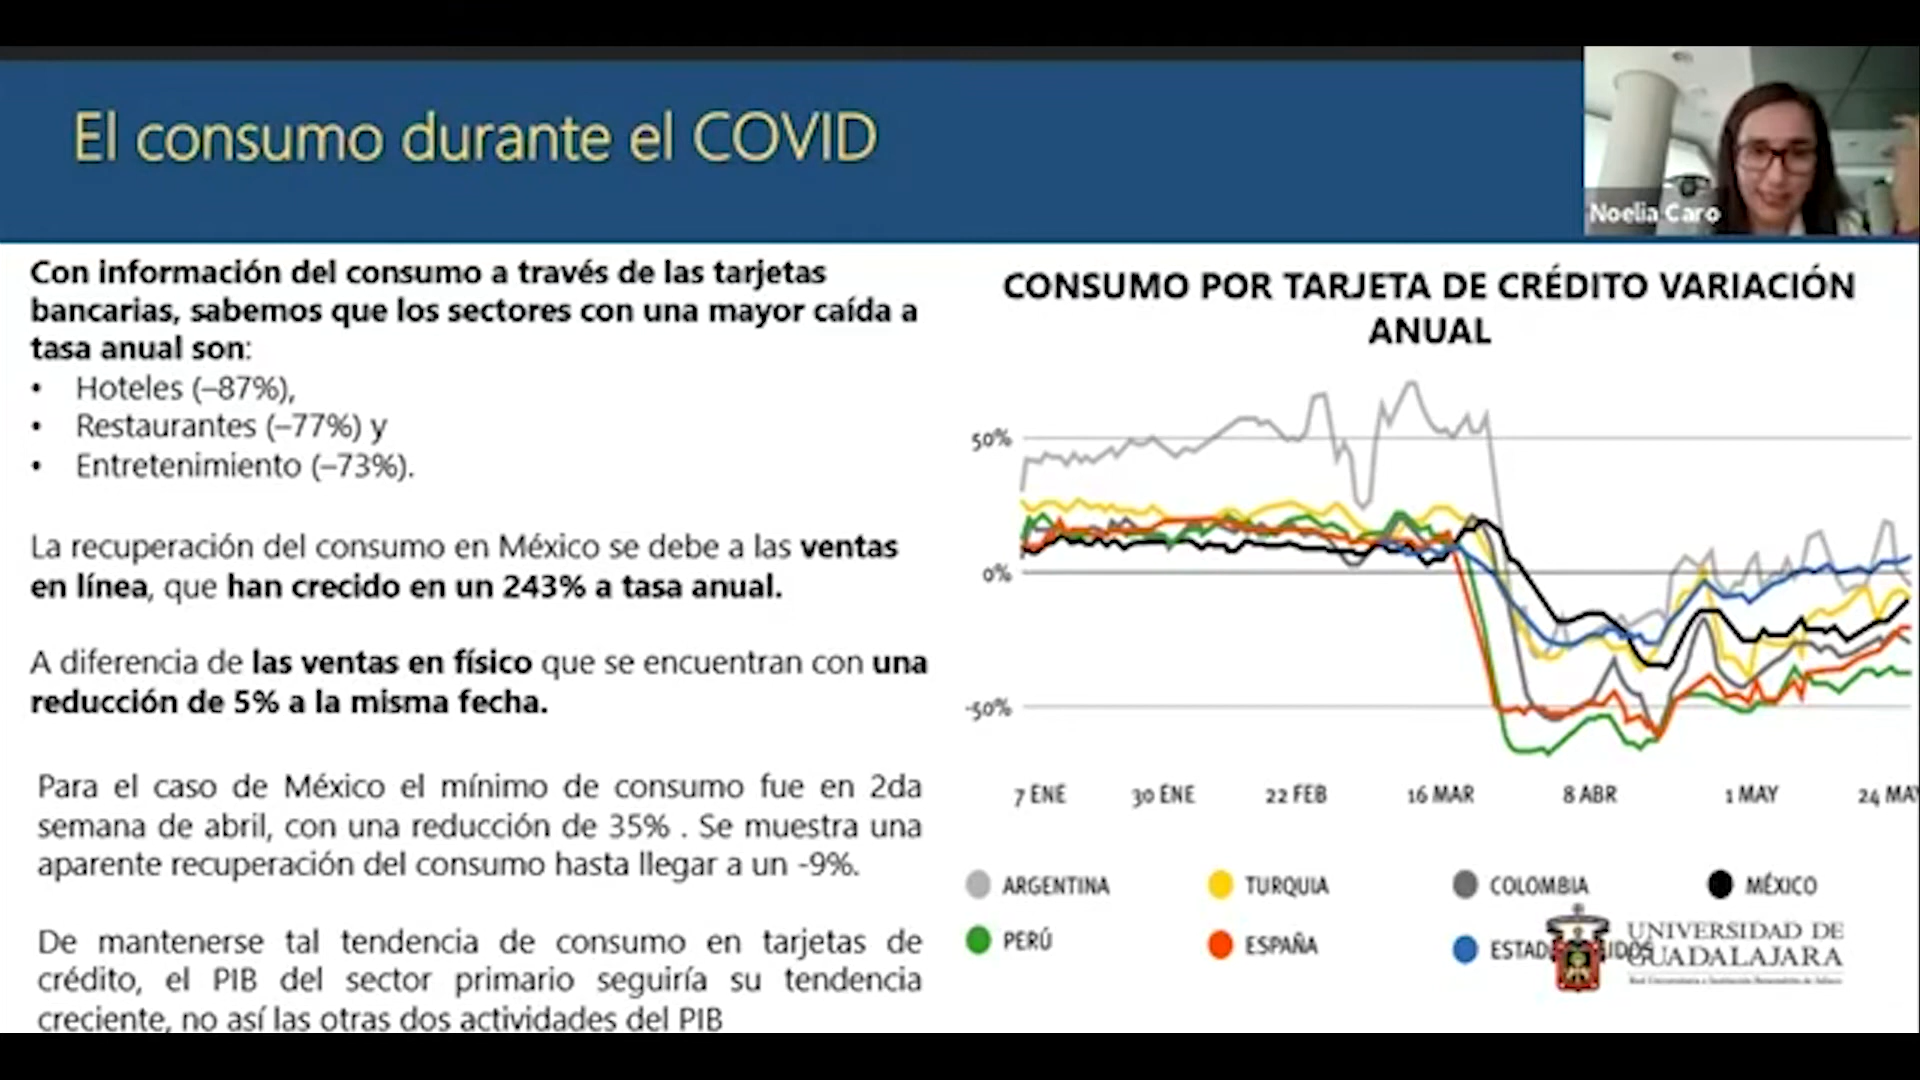 El consumo durante el COVID
Noelia Caro
Con información del consumo a través de las tarjetas
bancarias, sabemos que los sectores con una mayor caída a
tasa anual son:
• Hoteles (–87%),
• Restaurantes (–77%) y
• Entretenimiento (–73%).
La recuperación del consumo en México se debe a las ventas
en línea, que han crecido en un 243% a tasa anual.
A diferencia de las ventas en físico que se encuentran con una
reducción de 5% a la misma fecha.
Para el caso de México el mínimo de consumo fue en 2da
semana de abril, con una reducción de 35% . Se muestra una
aparente recuperación del consumo hasta llegar a un -9%.
De mantenerse tal tendencia de consumo en tarjetas de
crédito, el PIB del sector primario seguiría su tendencia
creciente, no así las otras dos actividades del PIB
CONSUMO POR TARJETA DE CRÉDITO VARIACIÓN
ANUAL
50%
0%
-50%
7 ENE 30 ENE 22 FEB 16 MAR 8 ABR 1 MAY 24 MAY
ARGENTINA TURQUIA COLOMBIA MÉXICO
PERÚ ESPAÑA
UNIVERSIDAD DE
GUADALAJARA